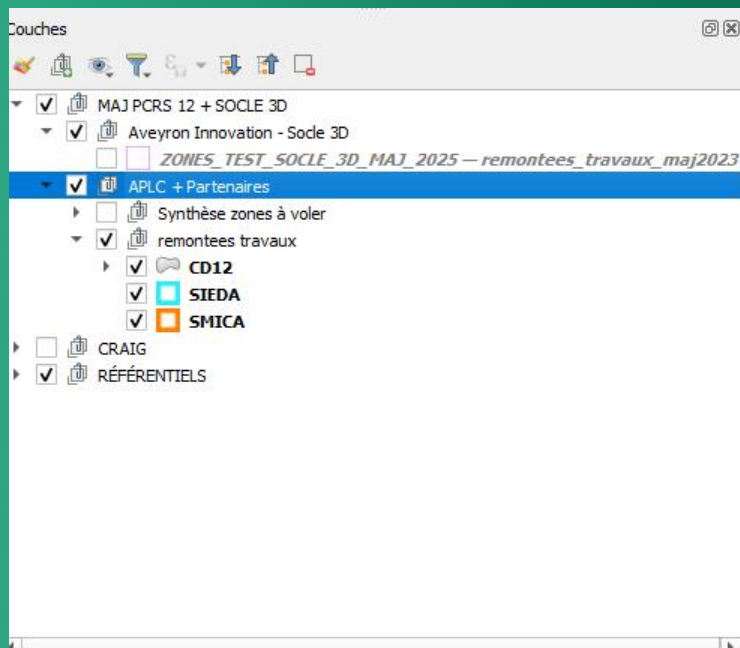 Couches
MAJ PCRS 12 + SOCLE 3D
Aveyron Innovation - Socle 3D
ZONES_TEST_SOCLE_3D_MAJ_2025 — remontees_travaux_maj2023
APLC + Partenaires
Synthèse zones à voler
remontees travaux
CD12
SIEDA
SMICA
CRAIG
RÉFÉRENTIELS